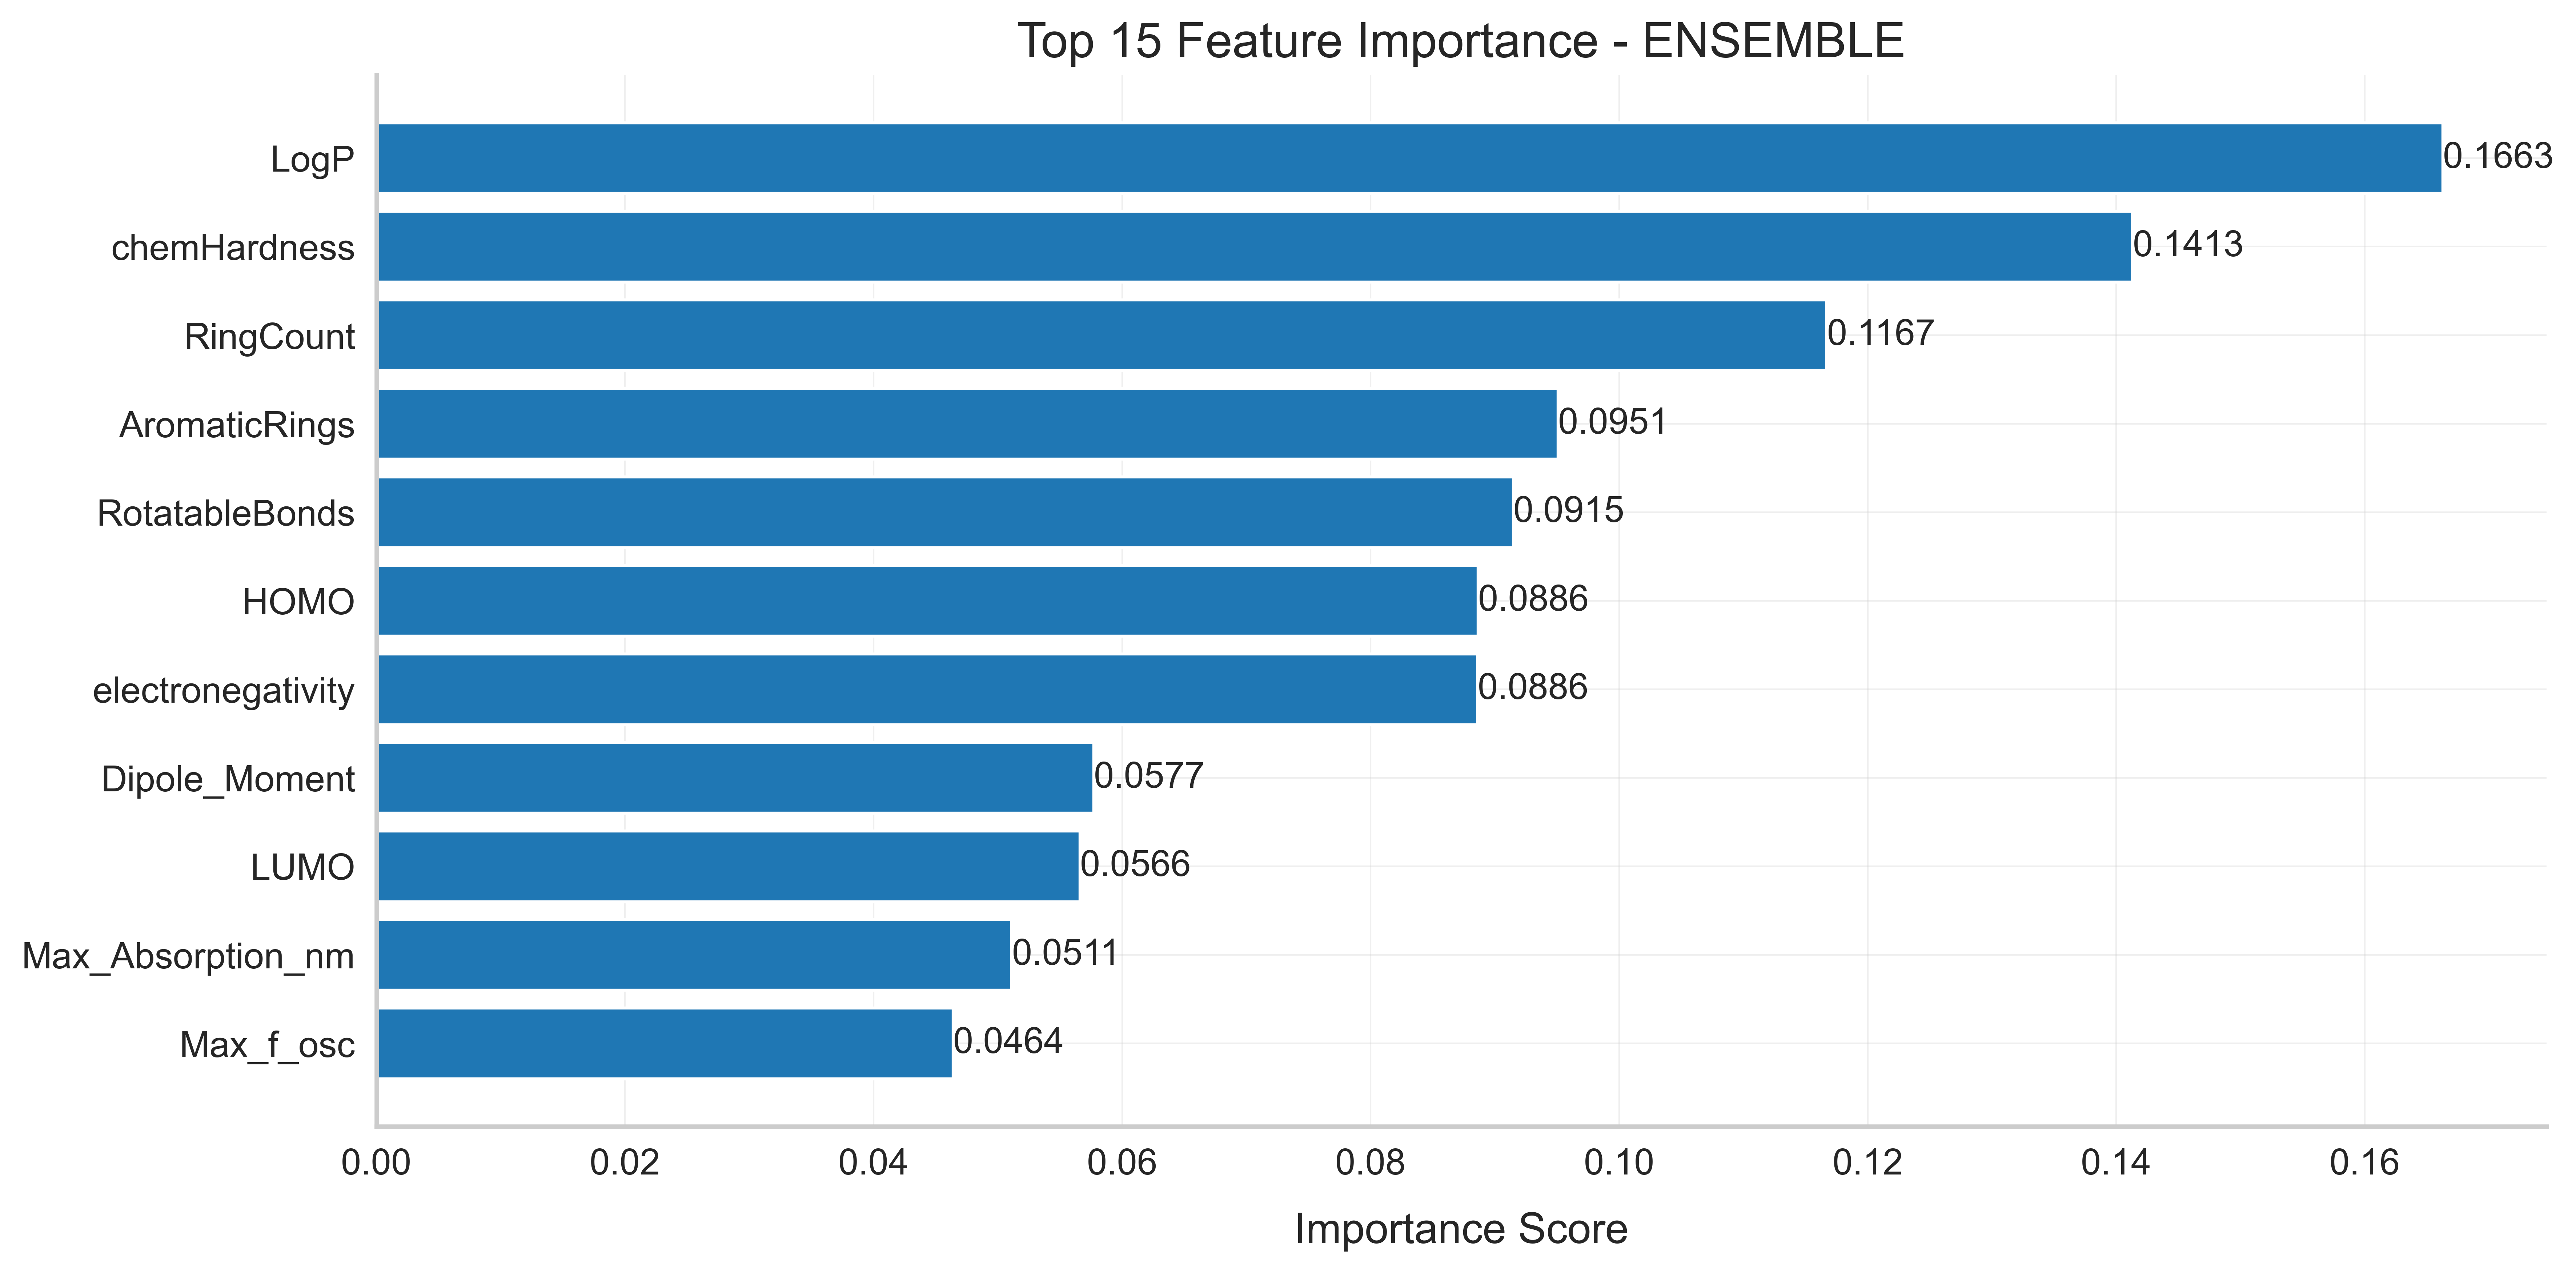 Top 15 Feature Importance - ENSEMBLE
LogP 0.1663
chemHardness 0.1413
RingCount 0.1167
AromaticRings 0.0951
RotatableBonds 0.0915
HOMO 0.0886
electronegativity 0.0886
Dipole_Moment 0.0577
LUMO 0.0566
Max_Absorption_nm 0.0511
Max_f_osc 0.0464
0.00 0.02 0.04 0.06 0.08 0.10 0.12 0.14 0.16
Importance Score